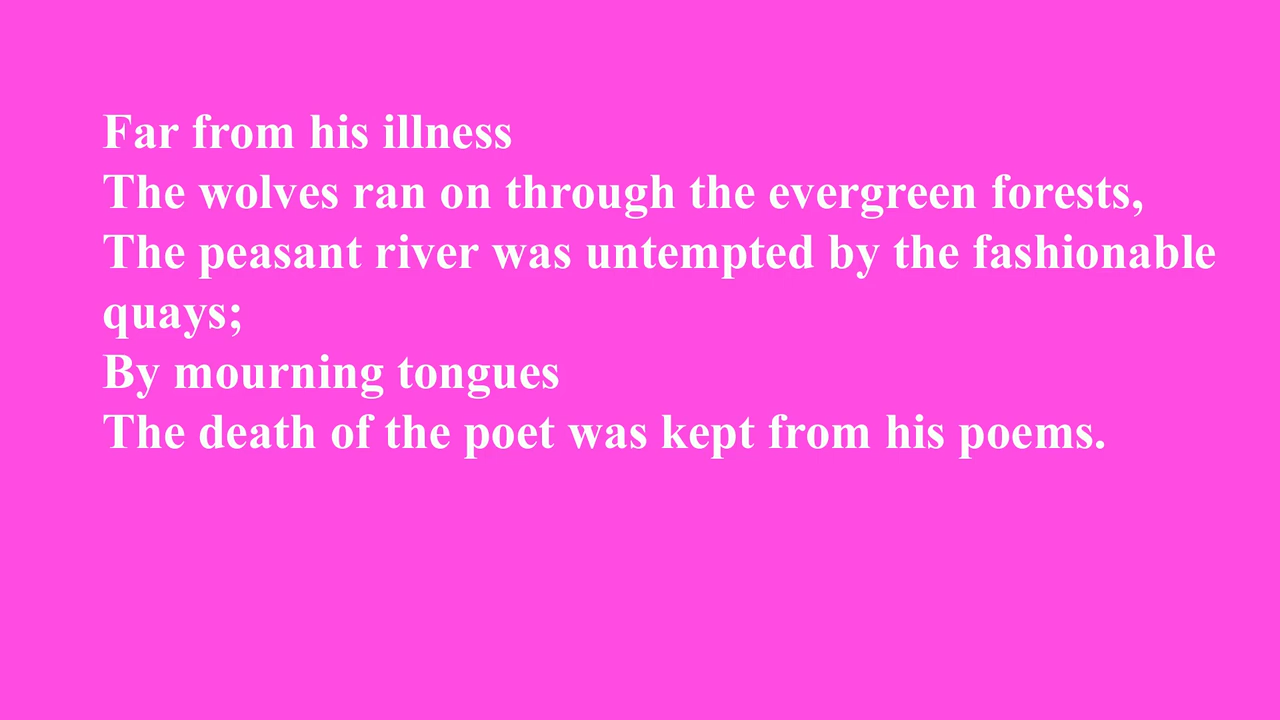 Far from his illness
The wolves ran on through the evergreen forests,
The peasant river was untempted by the fashionable
quays;
By mourning tongues
The death of the poet was kept from his poems.